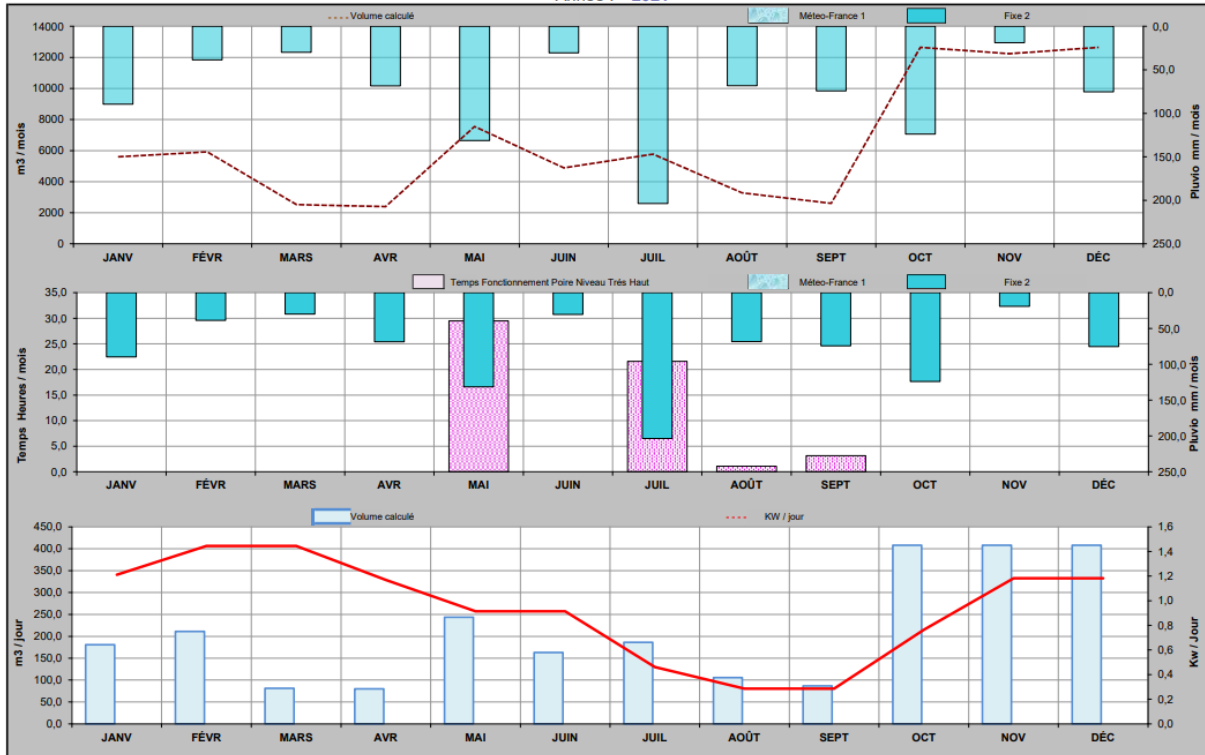 Volume calculé Météo-France 1 Fixe 2
14000 0,0
12000 50,0
10000
8000 100,0
6000 150,0
4000
2000 200,0
0 250,0
m3 / mois
Pluvio mm / mois
JANV FÉVR MARS AVR MAI JUIN JUIL AOÛT SEPT OCT NOV DÉC
Temps Fonctionnement Poire Niveau Trés Haut Météo-France 1 Fixe 2
35,0 0,0
30,0
25,0 50,0
20,0 100,0
15,0 150,0
10,0
5,0 200,0
0,0 250,0
Temps Heures / mois
Pluvio mm / mois
JANV FÉVR MARS AVR MAI JUIN JUIL AOÛT SEPT OCT NOV DÉC
Volume calculé KW / jour
450,0 1,6
400,0 1,4
350,0 1,2
300,0 1,0
250,0
200,0 0,8
150,0 0,6
100,0 0,4
50,0 0,2
0,0 0,0
m3 / jour
Kw / Jour
JANV FÉVR MARS AVR MAI JUIN JUIL AOÛT SEPT OCT NOV DÉC